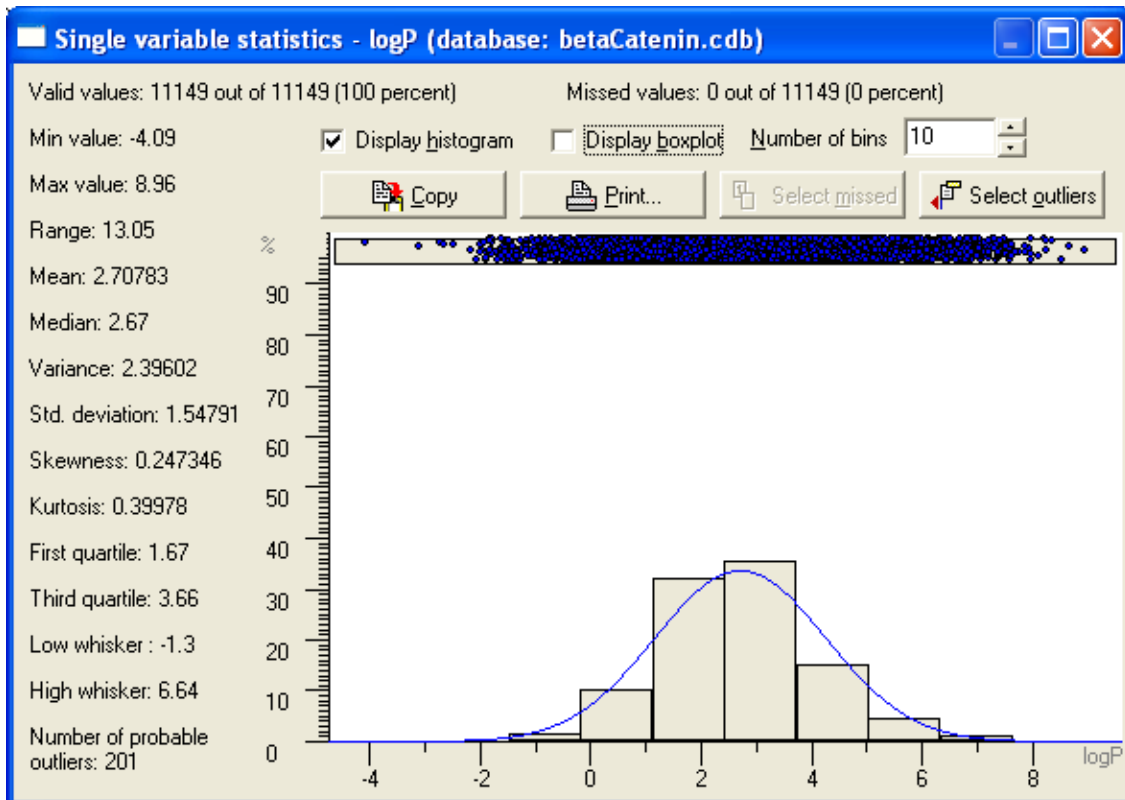 Single variable statistics - logP (database: betaCatenin.cdb)
Valid values: 11149 out of 11149 (100 percent) Missed values: 0 out of 11149 (0 percent)
Min value: -4.09
Display histogram Display boxplot Number of bins 10
Max value: 8.96
Copy Print... Select missed Select outliers
Range: 13.05
Mean: 2.70783
Median: 2.67
Variance: 2.39602
Std. deviation: 1.54791
Skewness: 0.247346
Kurtosis: 0.39978
First quartile: 1.67
Third quartile: 3.66
Low whisker : -1.3
High whisker: 6.64
Number of probable
outliers: 201
%
90
80
70
60
50
40
30
20
10
0
-4 -2 0 2 4 6 8
logP